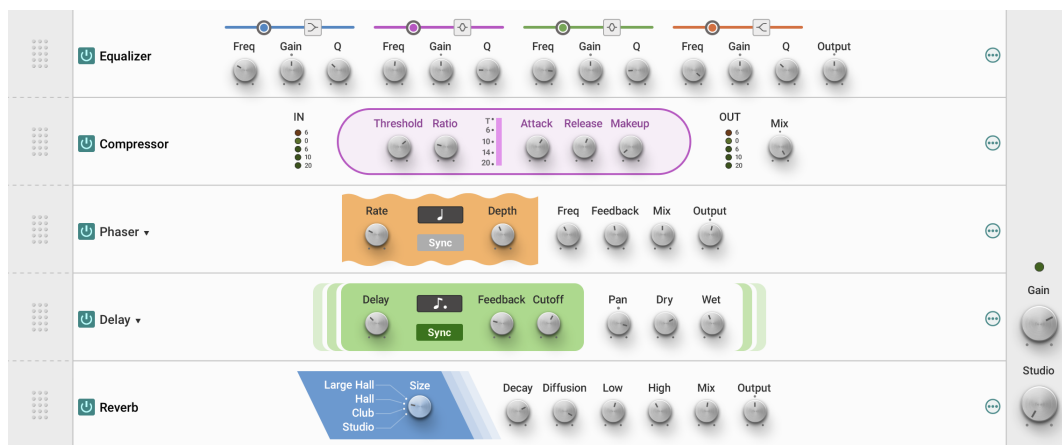 Freq Gain Q Freq Gain Q Freq Gain Q Freq Gain Q Output
Equalizer
IN OUT
Compressor
6
0
6
10
20
Threshold Ratio
T
6
10
14
20
Attack Release Makeup
6
0
6
10
20
Mix
Phaser
Rate Depth Freq Feedback Mix Output
Sync
Delay
Delay Feedback Cutoff Pan Dry Wet
Sync
Gain
Studio
Reverb
Large Hall
Hall
Club
Studio
Size
Decay Diffusion Low High Mix Output